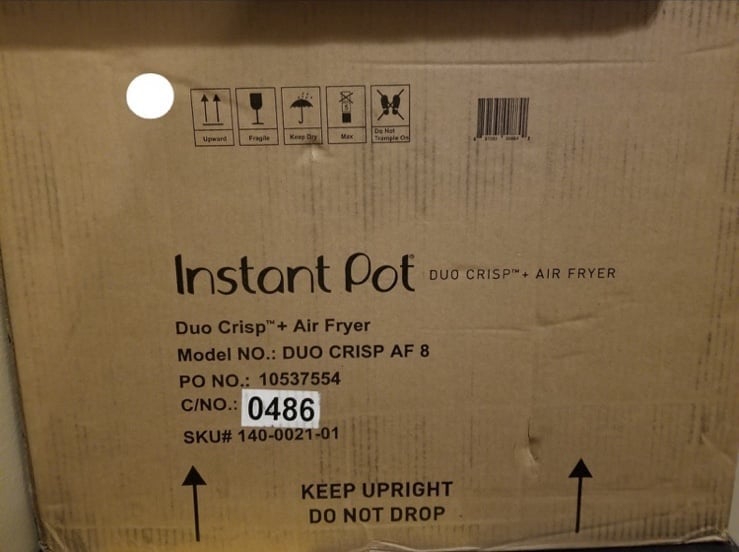 Upward Fragile Keep Dry Max Do Not Trample On
Instant Pot® DUO CRISP™+ AIR FRYER
Duo Crisp™+ Air Fryer
Model NO.: DUO CRISP AF 8
PO NO.: 10537554
C/NO.: 0486
SKU# 140-0021-01
KEEP UPRIGHT
DO NOT DROP